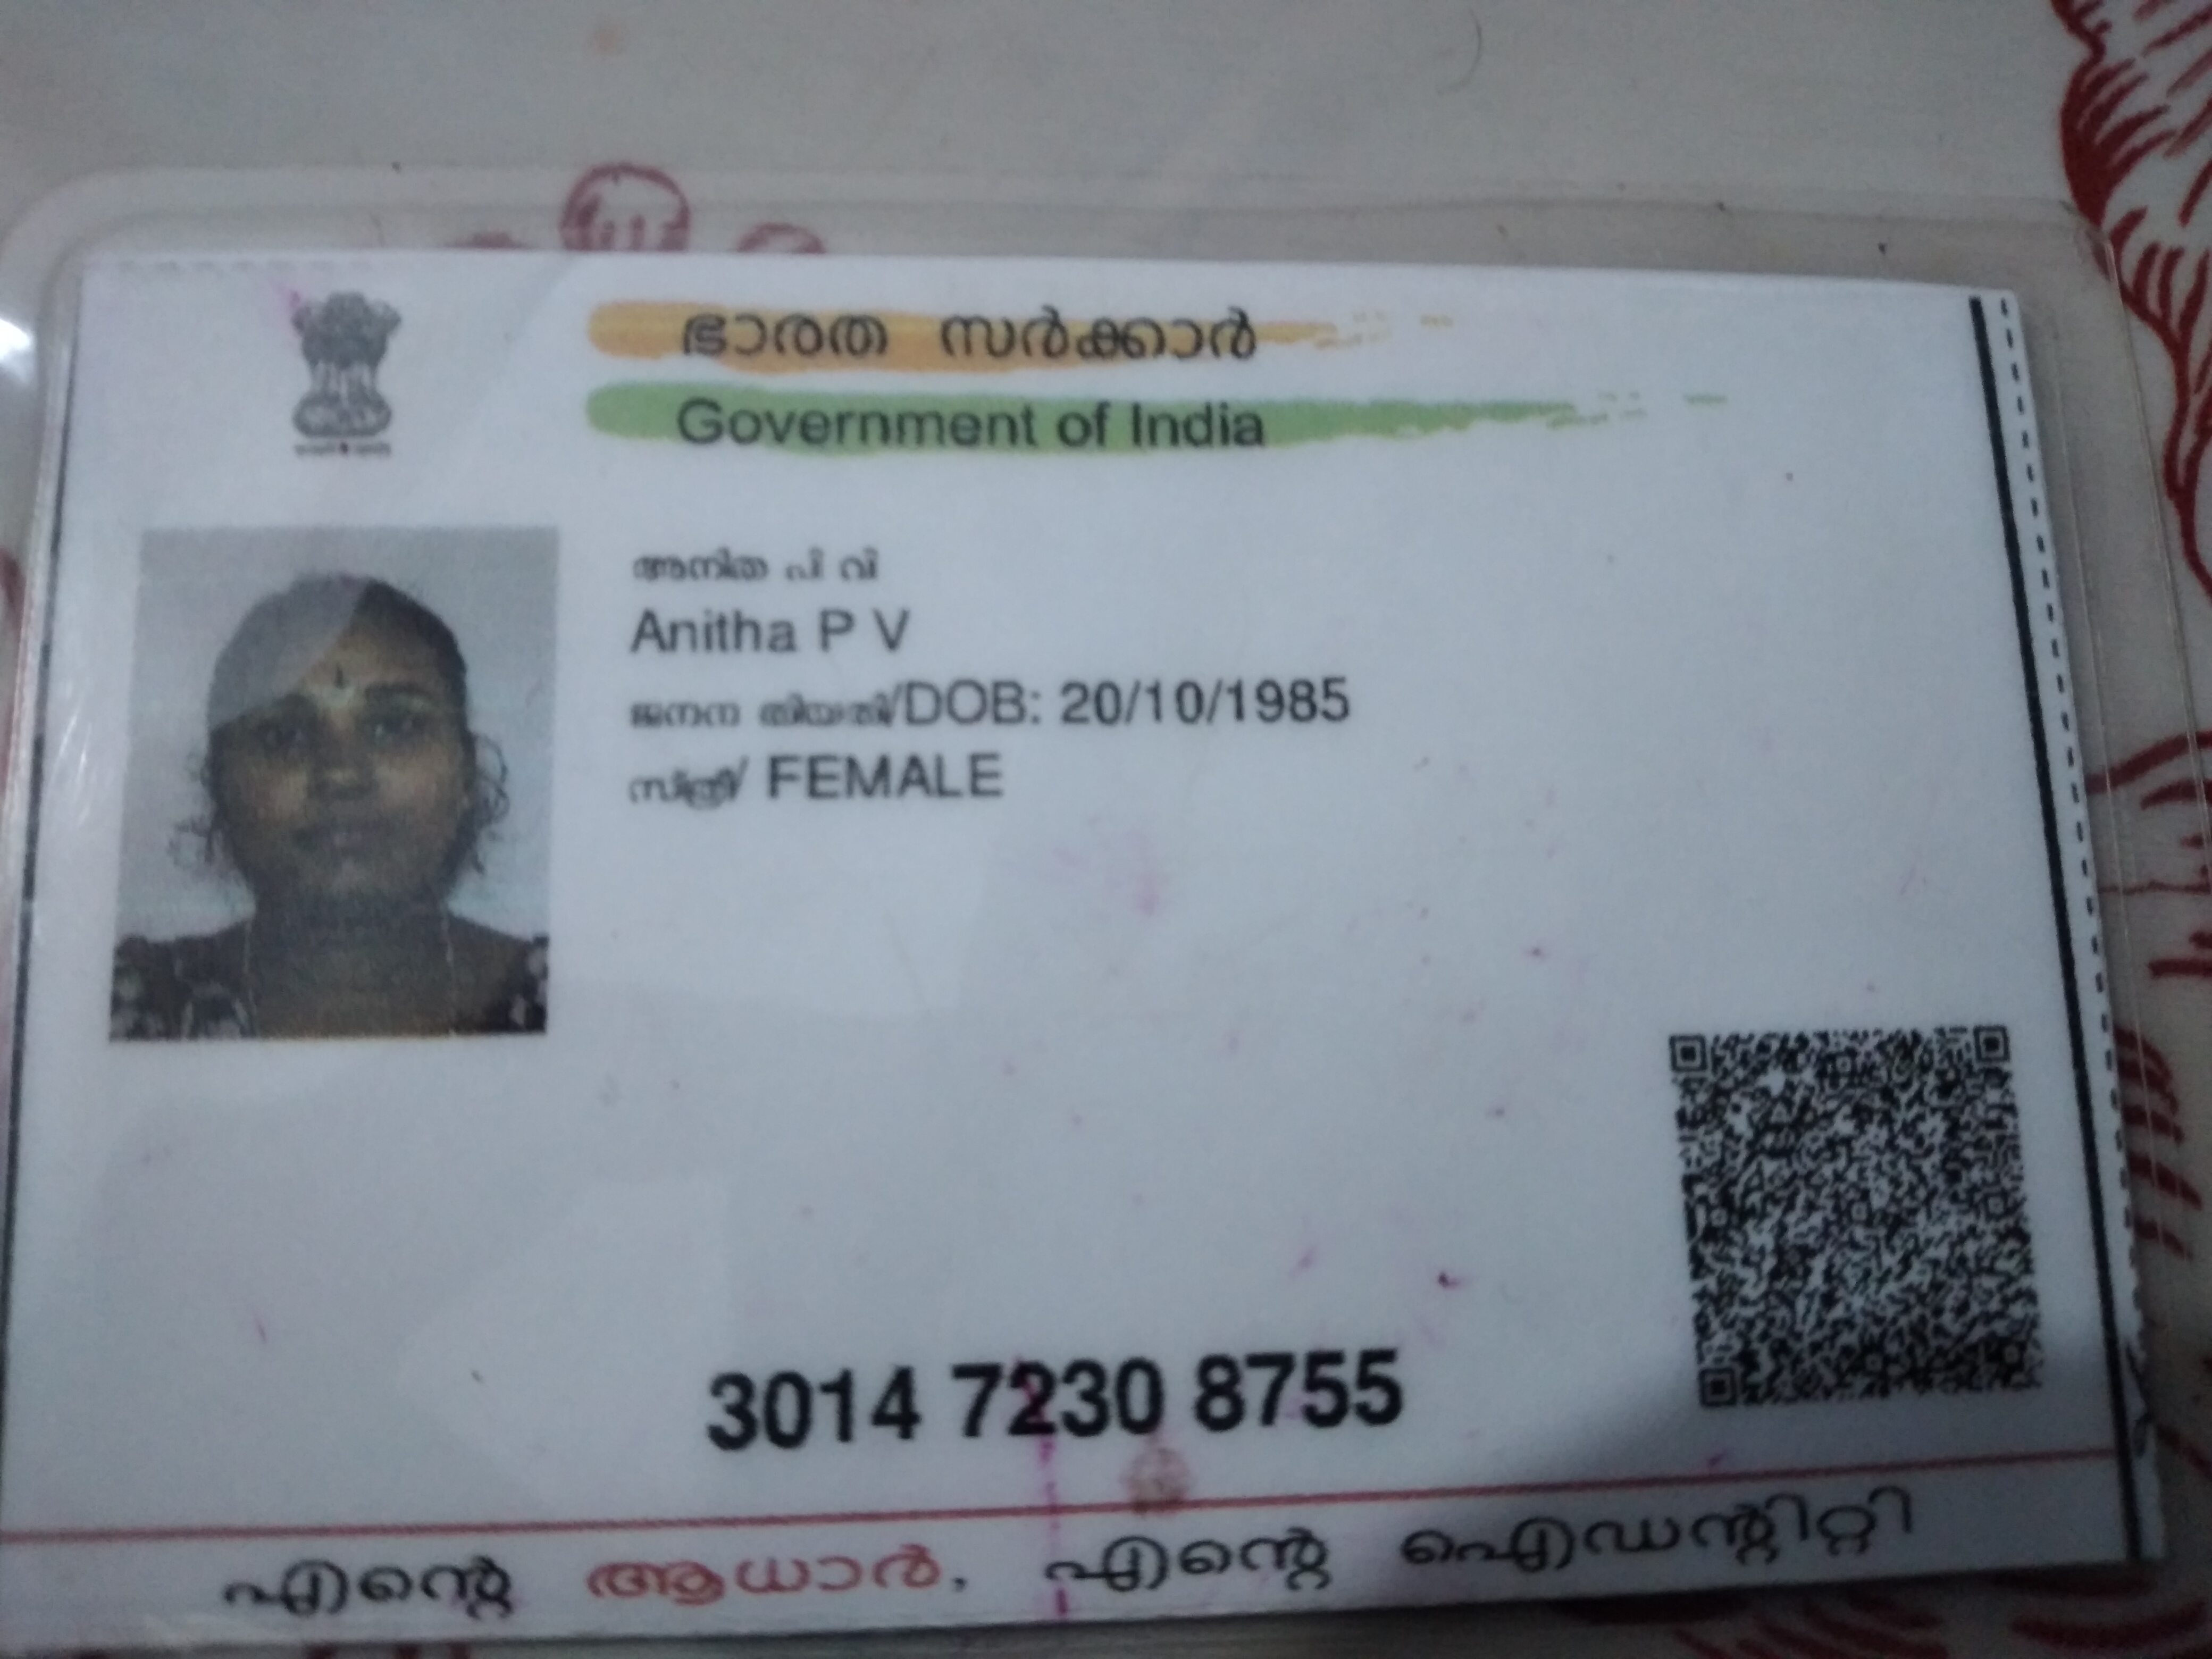 ഭാരത സർക്കാർ
Government of India
അനിത പി വി
Anitha P V
ജനന തിയതി/DOB: 20/10/1985
സ്ത്രീ/ FEMALE
3014 7230 8755
എന്റെ ആധാർ, എന്റെ ഐഡന്റിറ്റി